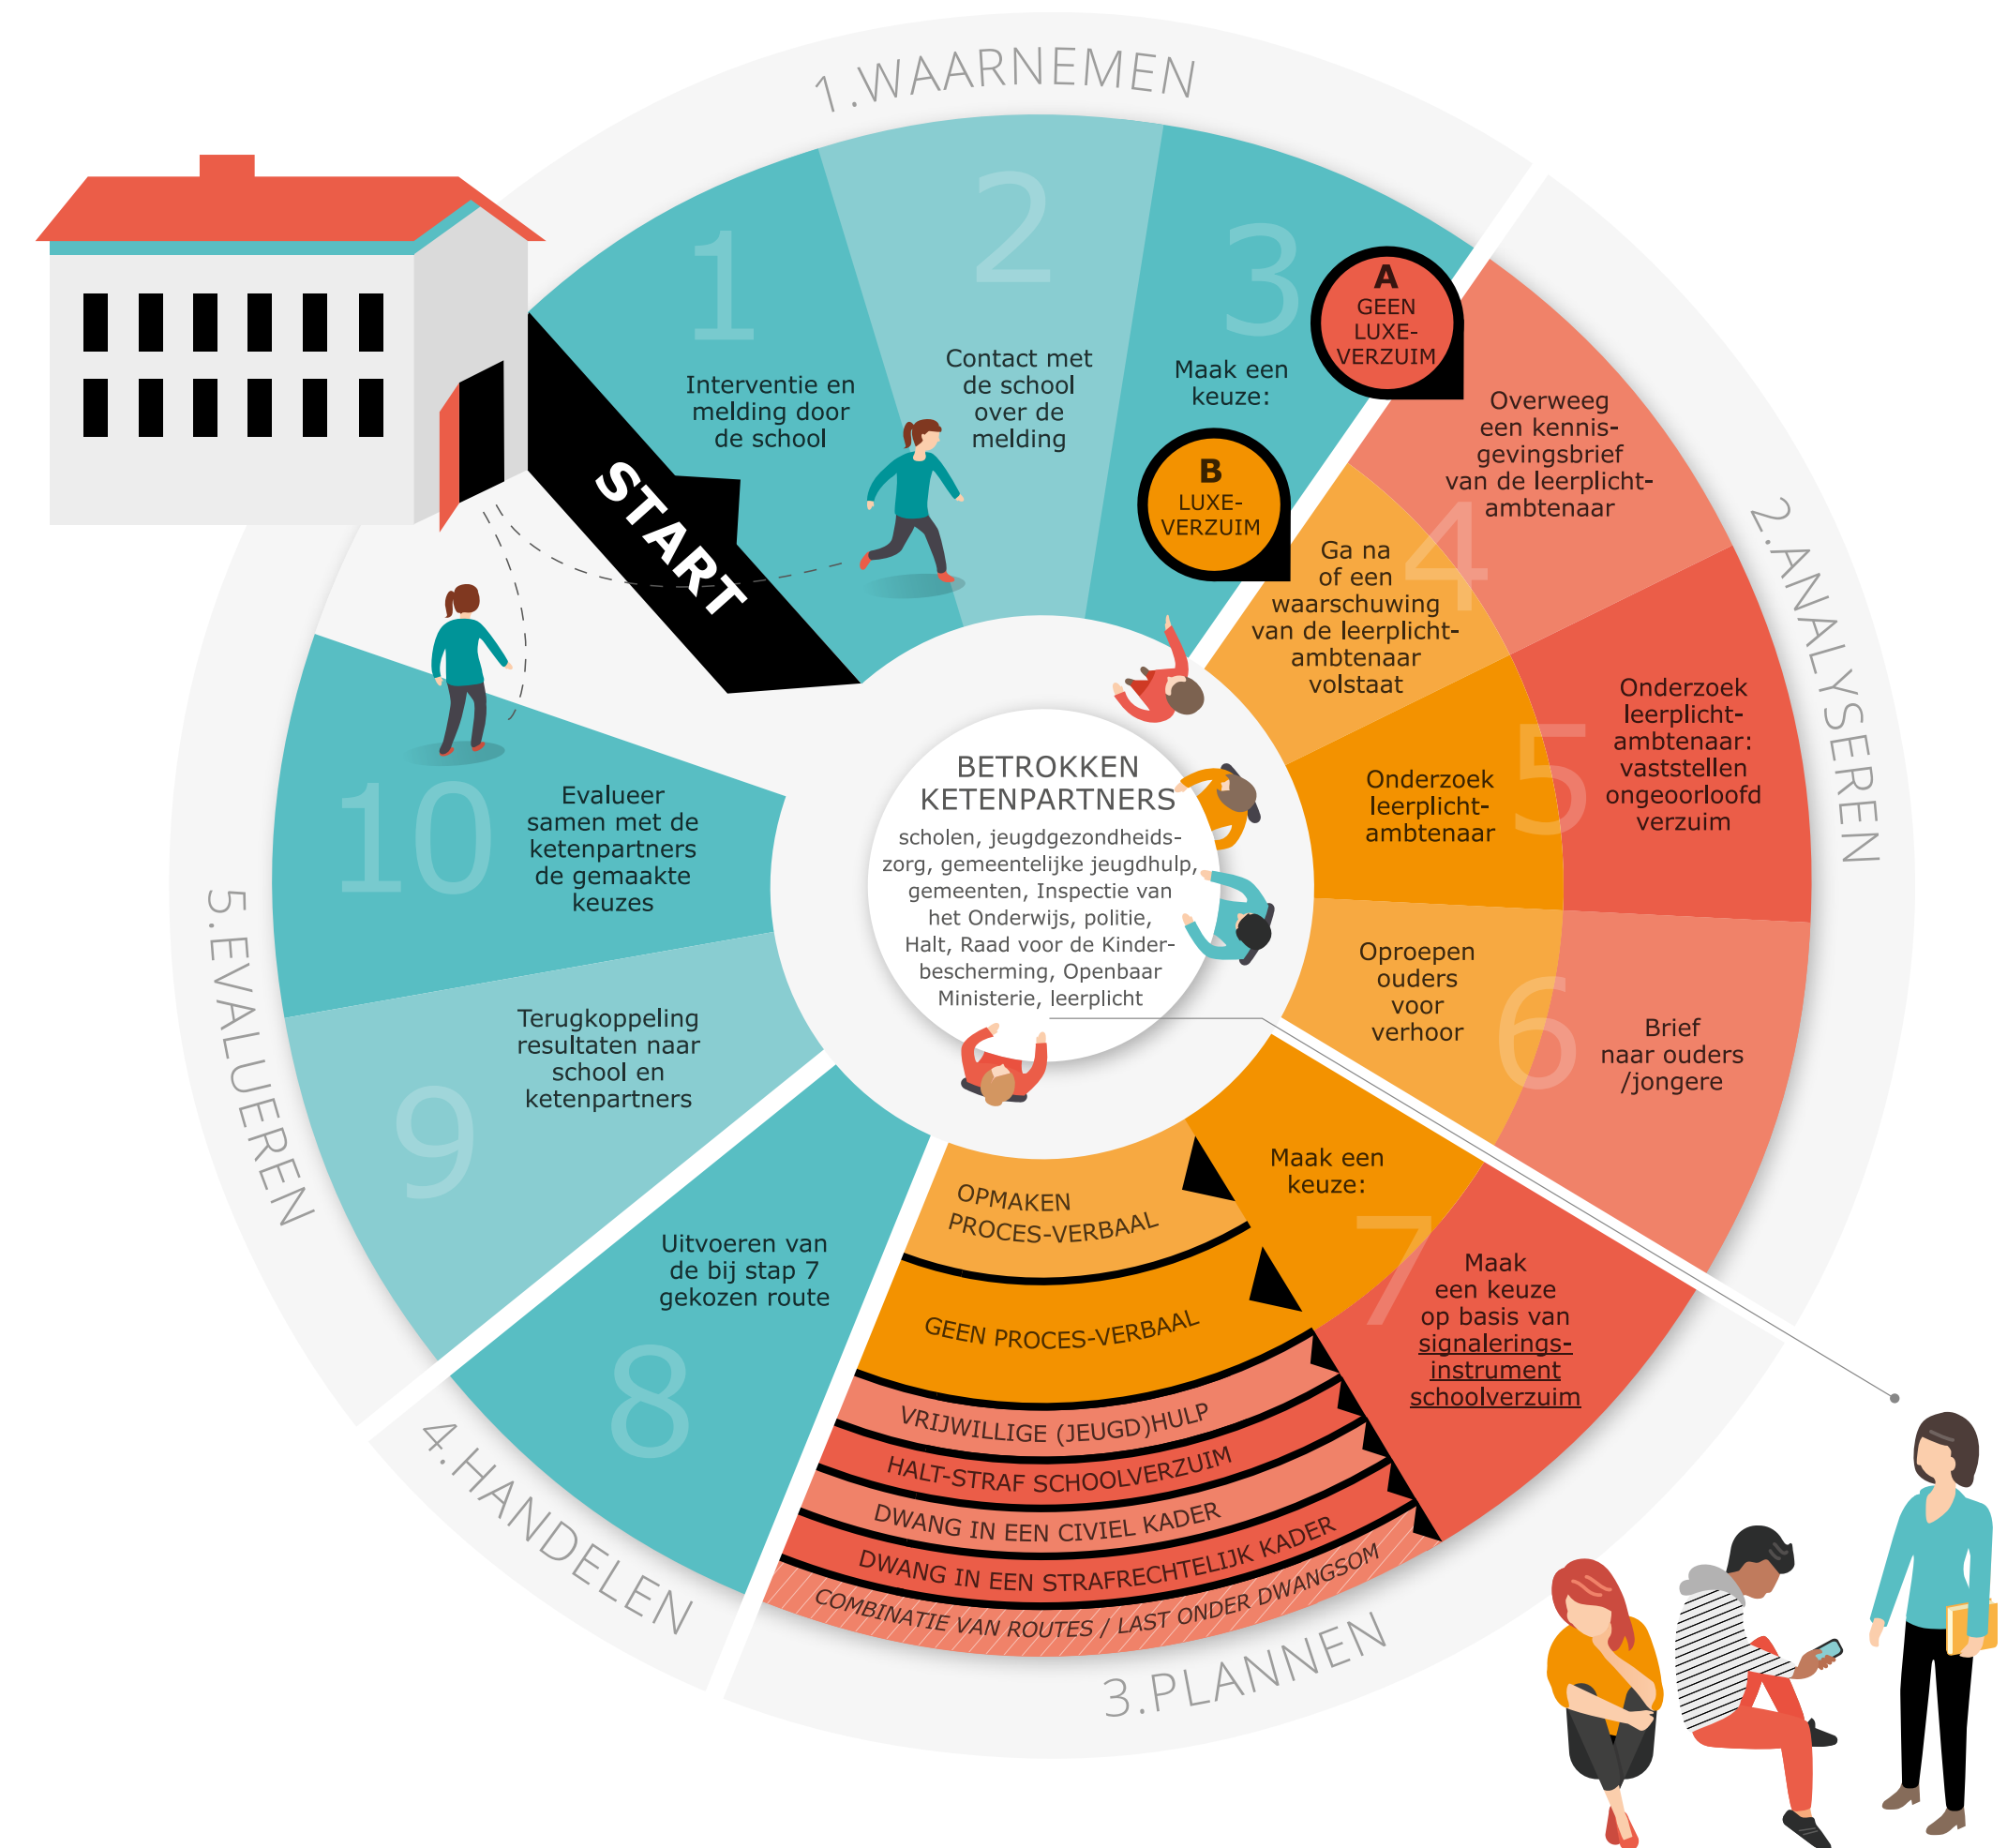 1.WAARNEMEN
START
1
Interventie en
melding door
de school
2
Contact met
de school
over de
melding
3
Maak een
keuze:
A
GEEN
LUXE-
VERZUIM
B
LUXE-
VERZUIM
2.ANALYSEREN
4
Overweeg
een kennis-
gevingsbrief
van de leerplicht-
ambtenaar
Ga na
of een
waarschuwing
van de leerplicht-
ambtenaar
volstaat
5
Onderzoek
leerplicht-
ambtenaar:
vaststellen
ongeoorloofd
verzuim
Onderzoek
leerplicht-
ambtenaar
6
Brief
naar ouders
/jongere
Oproepen
ouders
voor
verhoor
3.PLANNEN
7
Maak een
keuze:
Maak
een keuze
op basis van
signalerings-
instrument
schoolverzuim
OPMAKEN
PROCES-VERBAAL
GEEN PROCES-VERBAAL
VRIJWILLIGE (JEUGD)HULP
HALT-STRAF SCHOOLVERZUIM
DWANG IN EEN CIVIEL KADER
DWANG IN EEN STRAFRECHTELIJK KADER
COMBINATIE VAN ROUTES / LAST ONDER DWANGSOM
4.HANDELEN
8
Uitvoeren van
de bij stap 7
gekozen route
5.EVALUEREN
9
Terugkoppeling
resultaten naar
school en
ketenpartners
10
Evalueer
samen met de
ketenpartners
de gemaakte
keuzes
BETROKKEN
KETENPARTNERS
scholen, jeugdgezondheids-
zorg, gemeentelijke jeugdhulp,
gemeenten, Inspectie van
het Onderwijs, politie,
Halt, Raad voor de Kinder-
bescherming, Openbaar
Ministerie, leerplicht